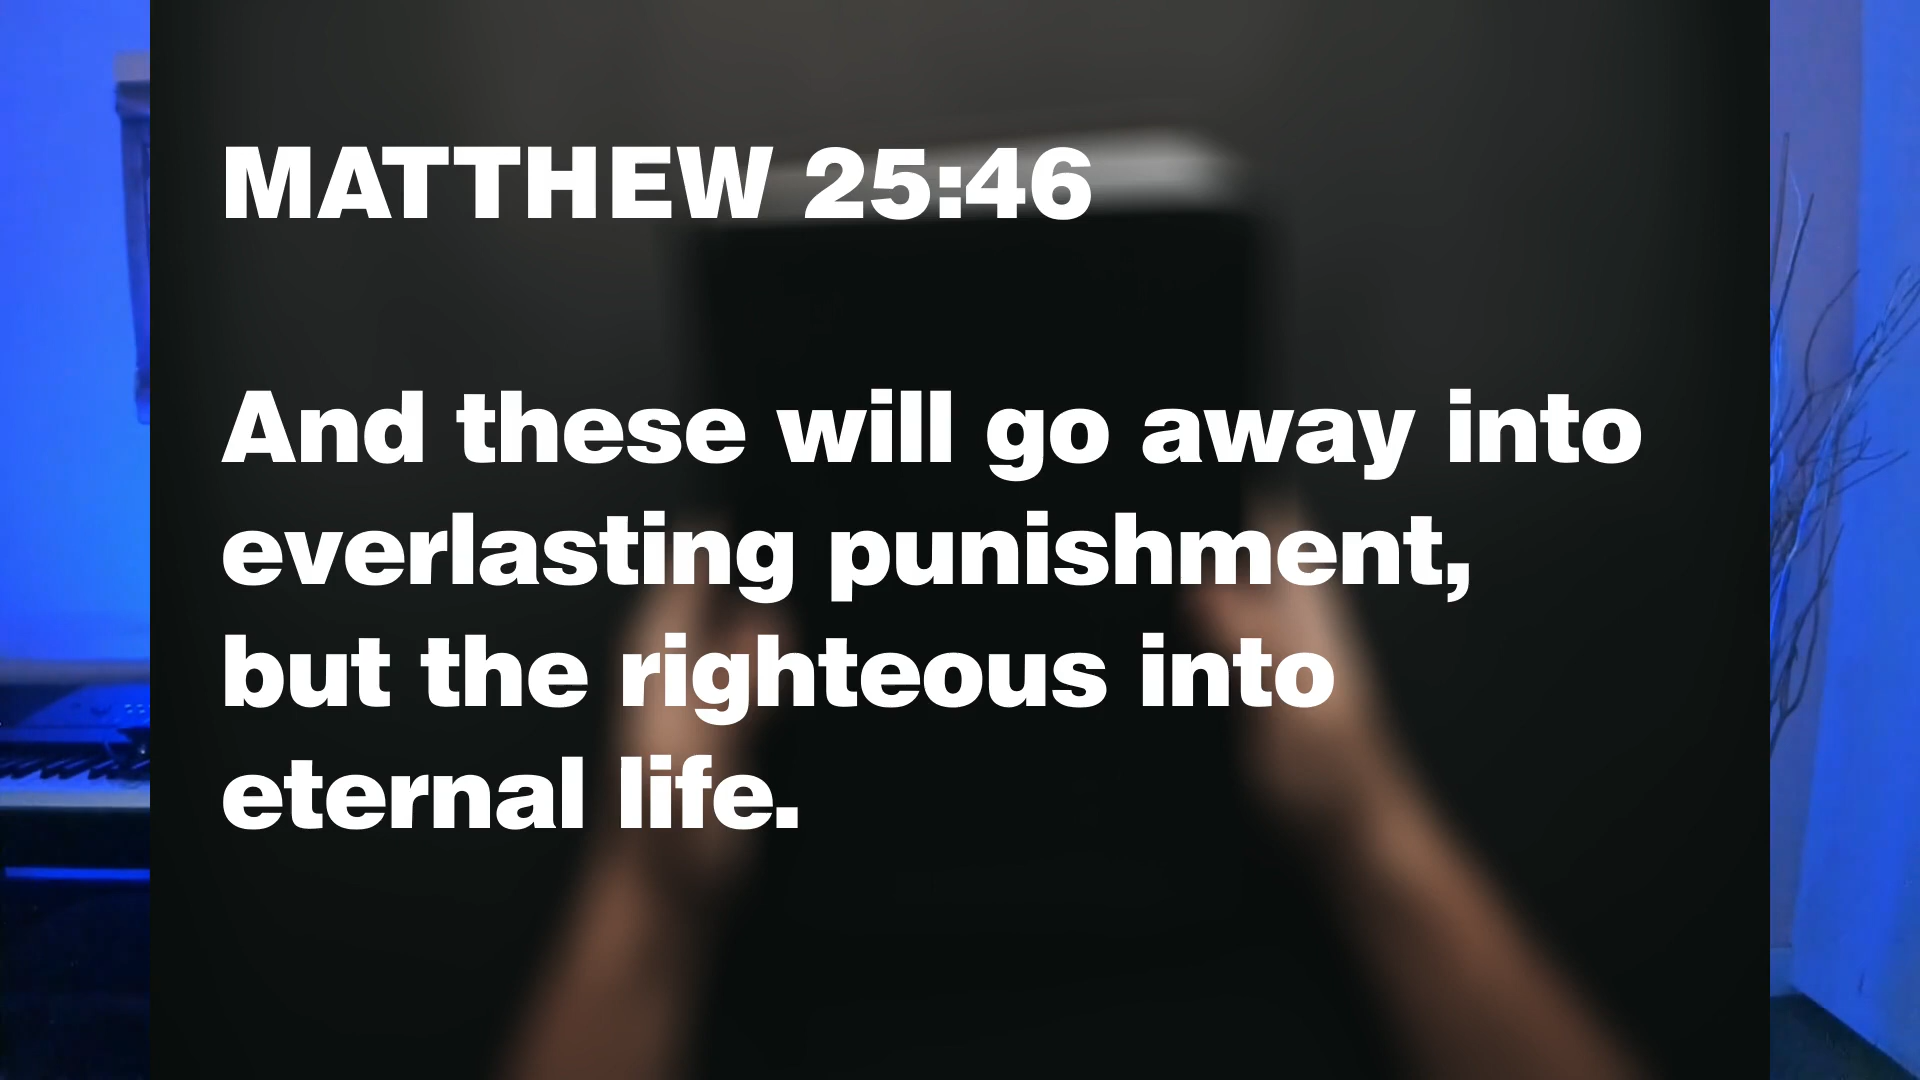 MATTHEW 25:46
And these will go away into
everlasting punishment,
but the righteous into
eternal life.